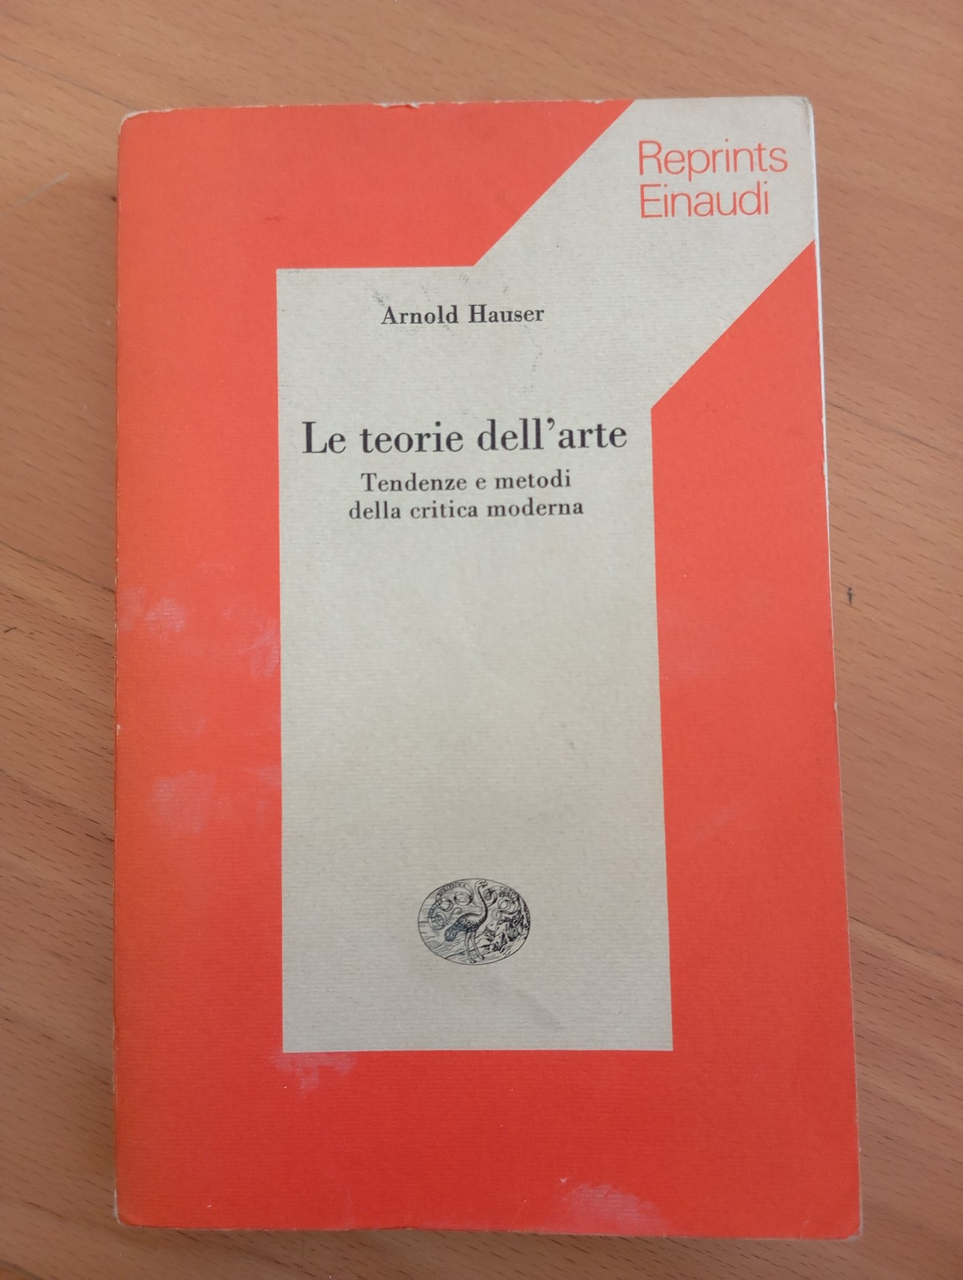 Reprints
Einaudi
Arnold Hauser
Le teorie dell'arte
Tendenze e metodi
della critica moderna